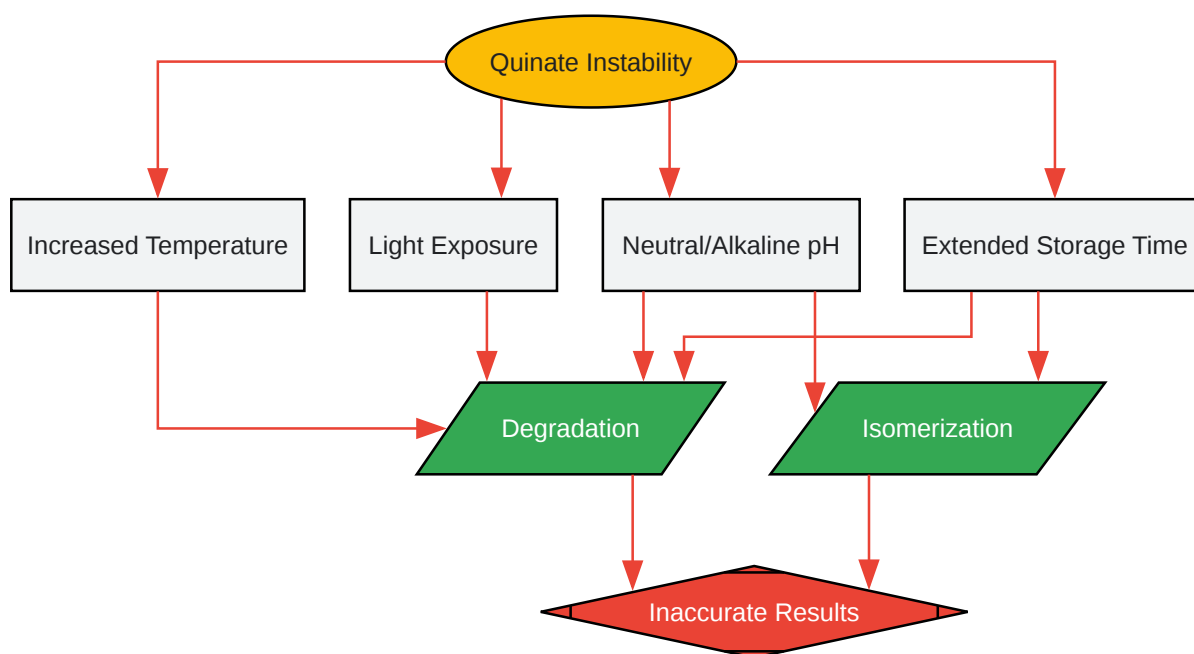 Quinate Instability
Increased Temperature
Light Exposure
Neutral/Alkaline pH
Extended Storage Time
Degradation
Isomerization
Inaccurate Results